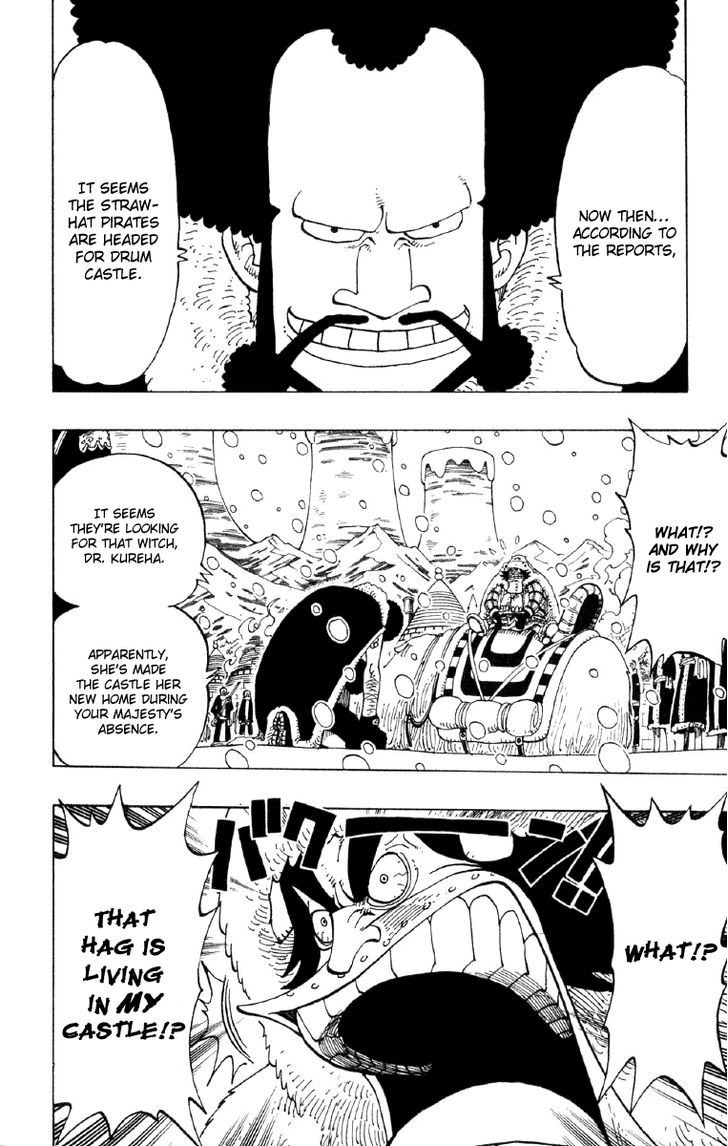 NOW THEN...
ACCORDING TO
THE REPORTS,
IT SEEMS
THE STRAW-
HAT PIRATES
ARE HEADED
FOR DRUM
CASTLE.
WHAT!?
AND WHY
IS THAT!?
IT SEEMS
THEY'RE LOOKING
FOR THAT WITCH,
DR. KUREHA.
APPARENTLY,
SHE'S MADE
THE CASTLE HER
NEW HOME DURING
YOUR MAJESTY'S
ABSENCE.
WHAT!?
バクーン!!
THAT
HAG IS
LIVING
IN MY
CASTLE!?